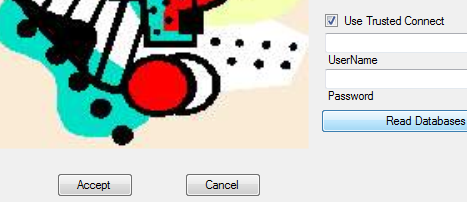 Use Trusted Connect
UserName
Password
Read Databases
Accept
Cancel